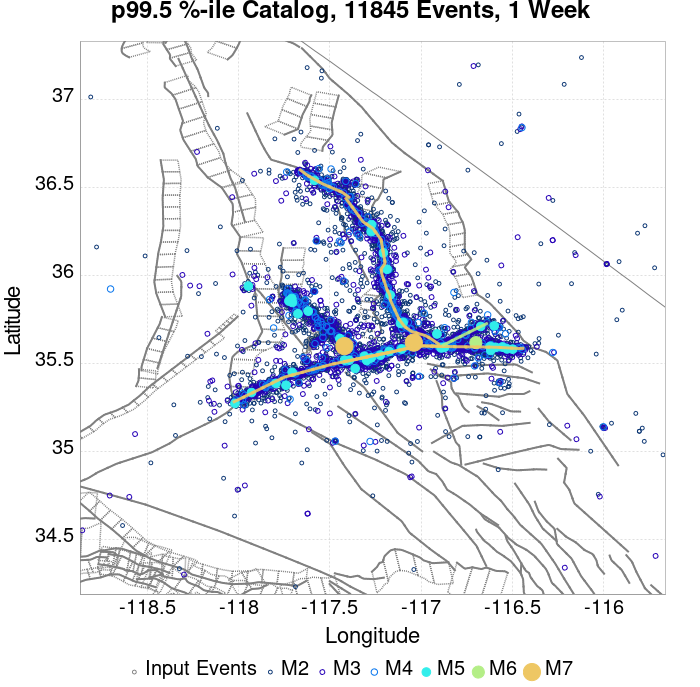 p99.5 %-ile Catalog, 11845 Events, 1 Week
37
36.5
36
35.5
35
34.5
Latitude
-118.5 -118 -117.5 -117 -116.5 -116
Longitude
Input Events M2 M3 M4 M5 M6 M7